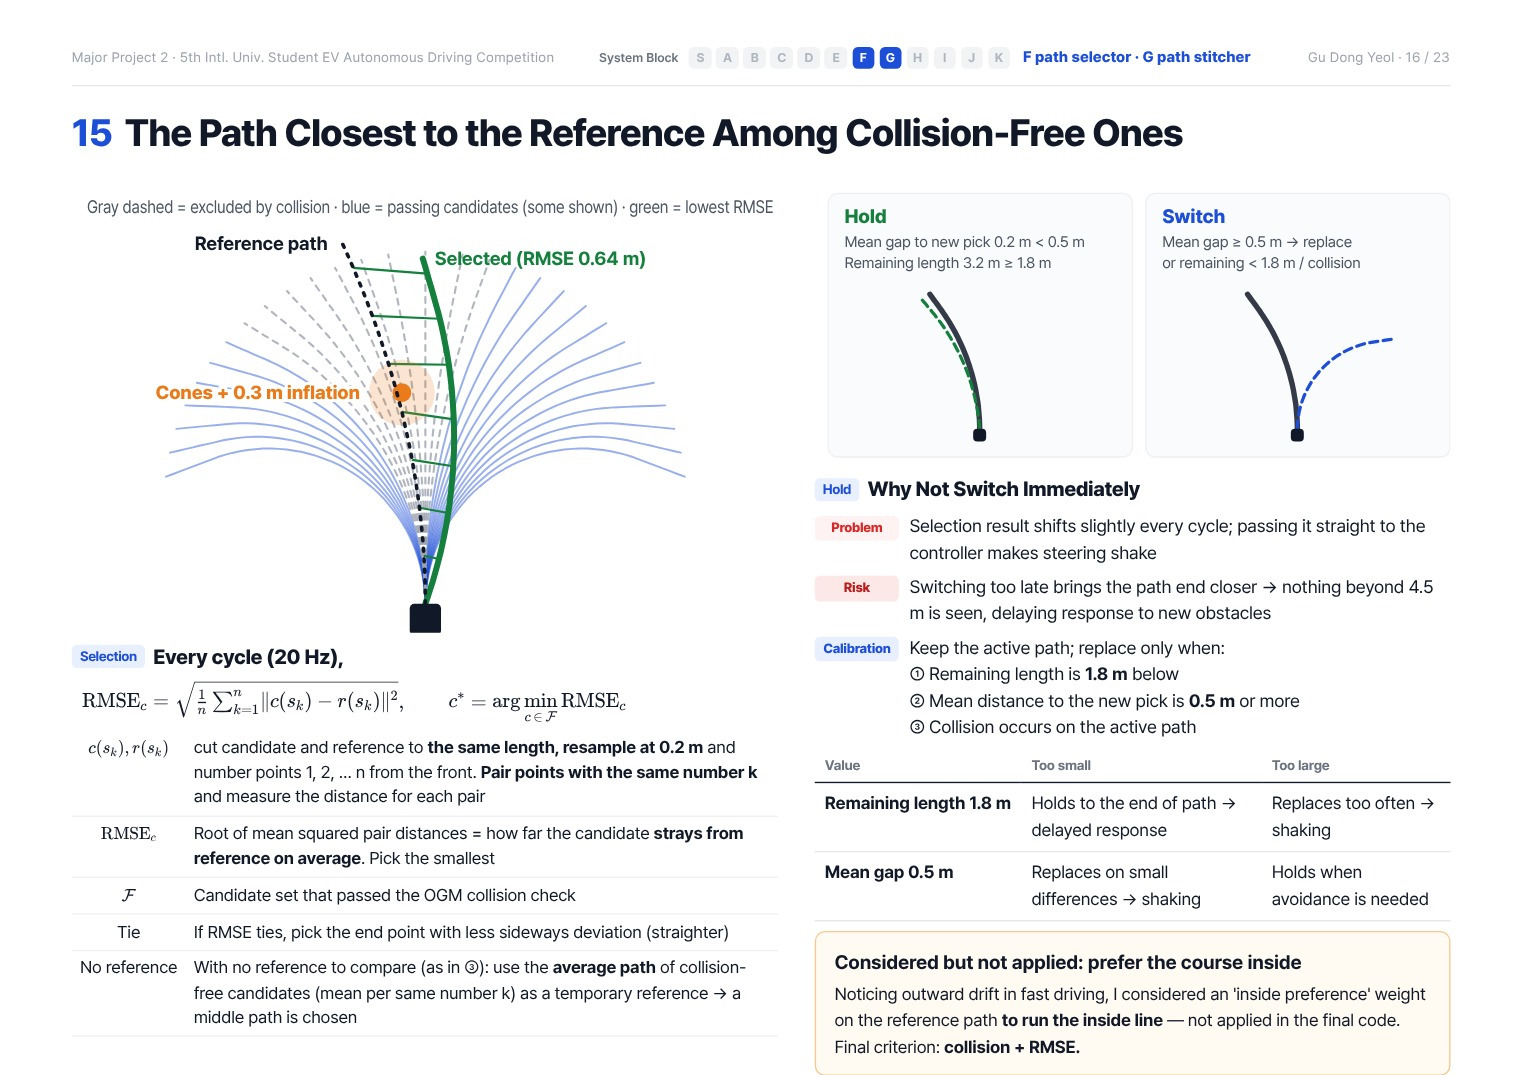 Major Project 2 · 5th Intl. Univ. Student EV Autonomous Driving Competition
System Block S A B C D E F G H I J K F path selector · G path stitcher
Gu Dong Yeol · 16 / 23
15 The Path Closest to the Reference Among Collision-Free Ones
Gray dashed = excluded by collision · blue = passing candidates (some shown) · green = lowest RMSE
Reference path
Selected (RMSE 0.64 m)
Cones + 0.3 m inflation
Selection Every cycle (20 Hz),
RMSE_c = √(1/n ∑_{k=1}^{n} ‖c(s_k) − r(s_k)‖²), c* = arg min_{c∈ℱ} RMSE_c
c(s_k), r(s_k) cut candidate and reference to the same length, resample at 0.2 m and
number points 1, 2, ... n from the front. Pair points with the same number k
and measure the distance for each pair
RMSE_c Root of mean squared pair distances = how far the candidate strays from
reference on average. Pick the smallest
ℱ Candidate set that passed the OGM collision check
Tie If RMSE ties, pick the end point with less sideways deviation (straighter)
No reference With no reference to compare (as in ③): use the average path of collision-
free candidates (mean per same number k) as a temporary reference → a
middle path is chosen
Hold
Mean gap to new pick 0.2 m < 0.5 m
Remaining length 3.2 m ≥ 1.8 m
Switch
Mean gap ≥ 0.5 m → replace
or remaining < 1.8 m / collision
Hold Why Not Switch Immediately
Problem Selection result shifts slightly every cycle; passing it straight to the
controller makes steering shake
Risk Switching too late brings the path end closer → nothing beyond 4.5
m is seen, delaying response to new obstacles
Calibration Keep the active path; replace only when:
① Remaining length is 1.8 m below
② Mean distance to the new pick is 0.5 m or more
③ Collision occurs on the active path
Value Too small Too large
Remaining length 1.8 m Holds to the end of path → Replaces too often →
delayed response shaking
Mean gap 0.5 m Replaces on small Holds when
differences → shaking avoidance is needed
Considered but not applied: prefer the course inside
Noticing outward drift in fast driving, I considered an 'inside preference' weight
on the reference path to run the inside line — not applied in the final code.
Final criterion: collision + RMSE.